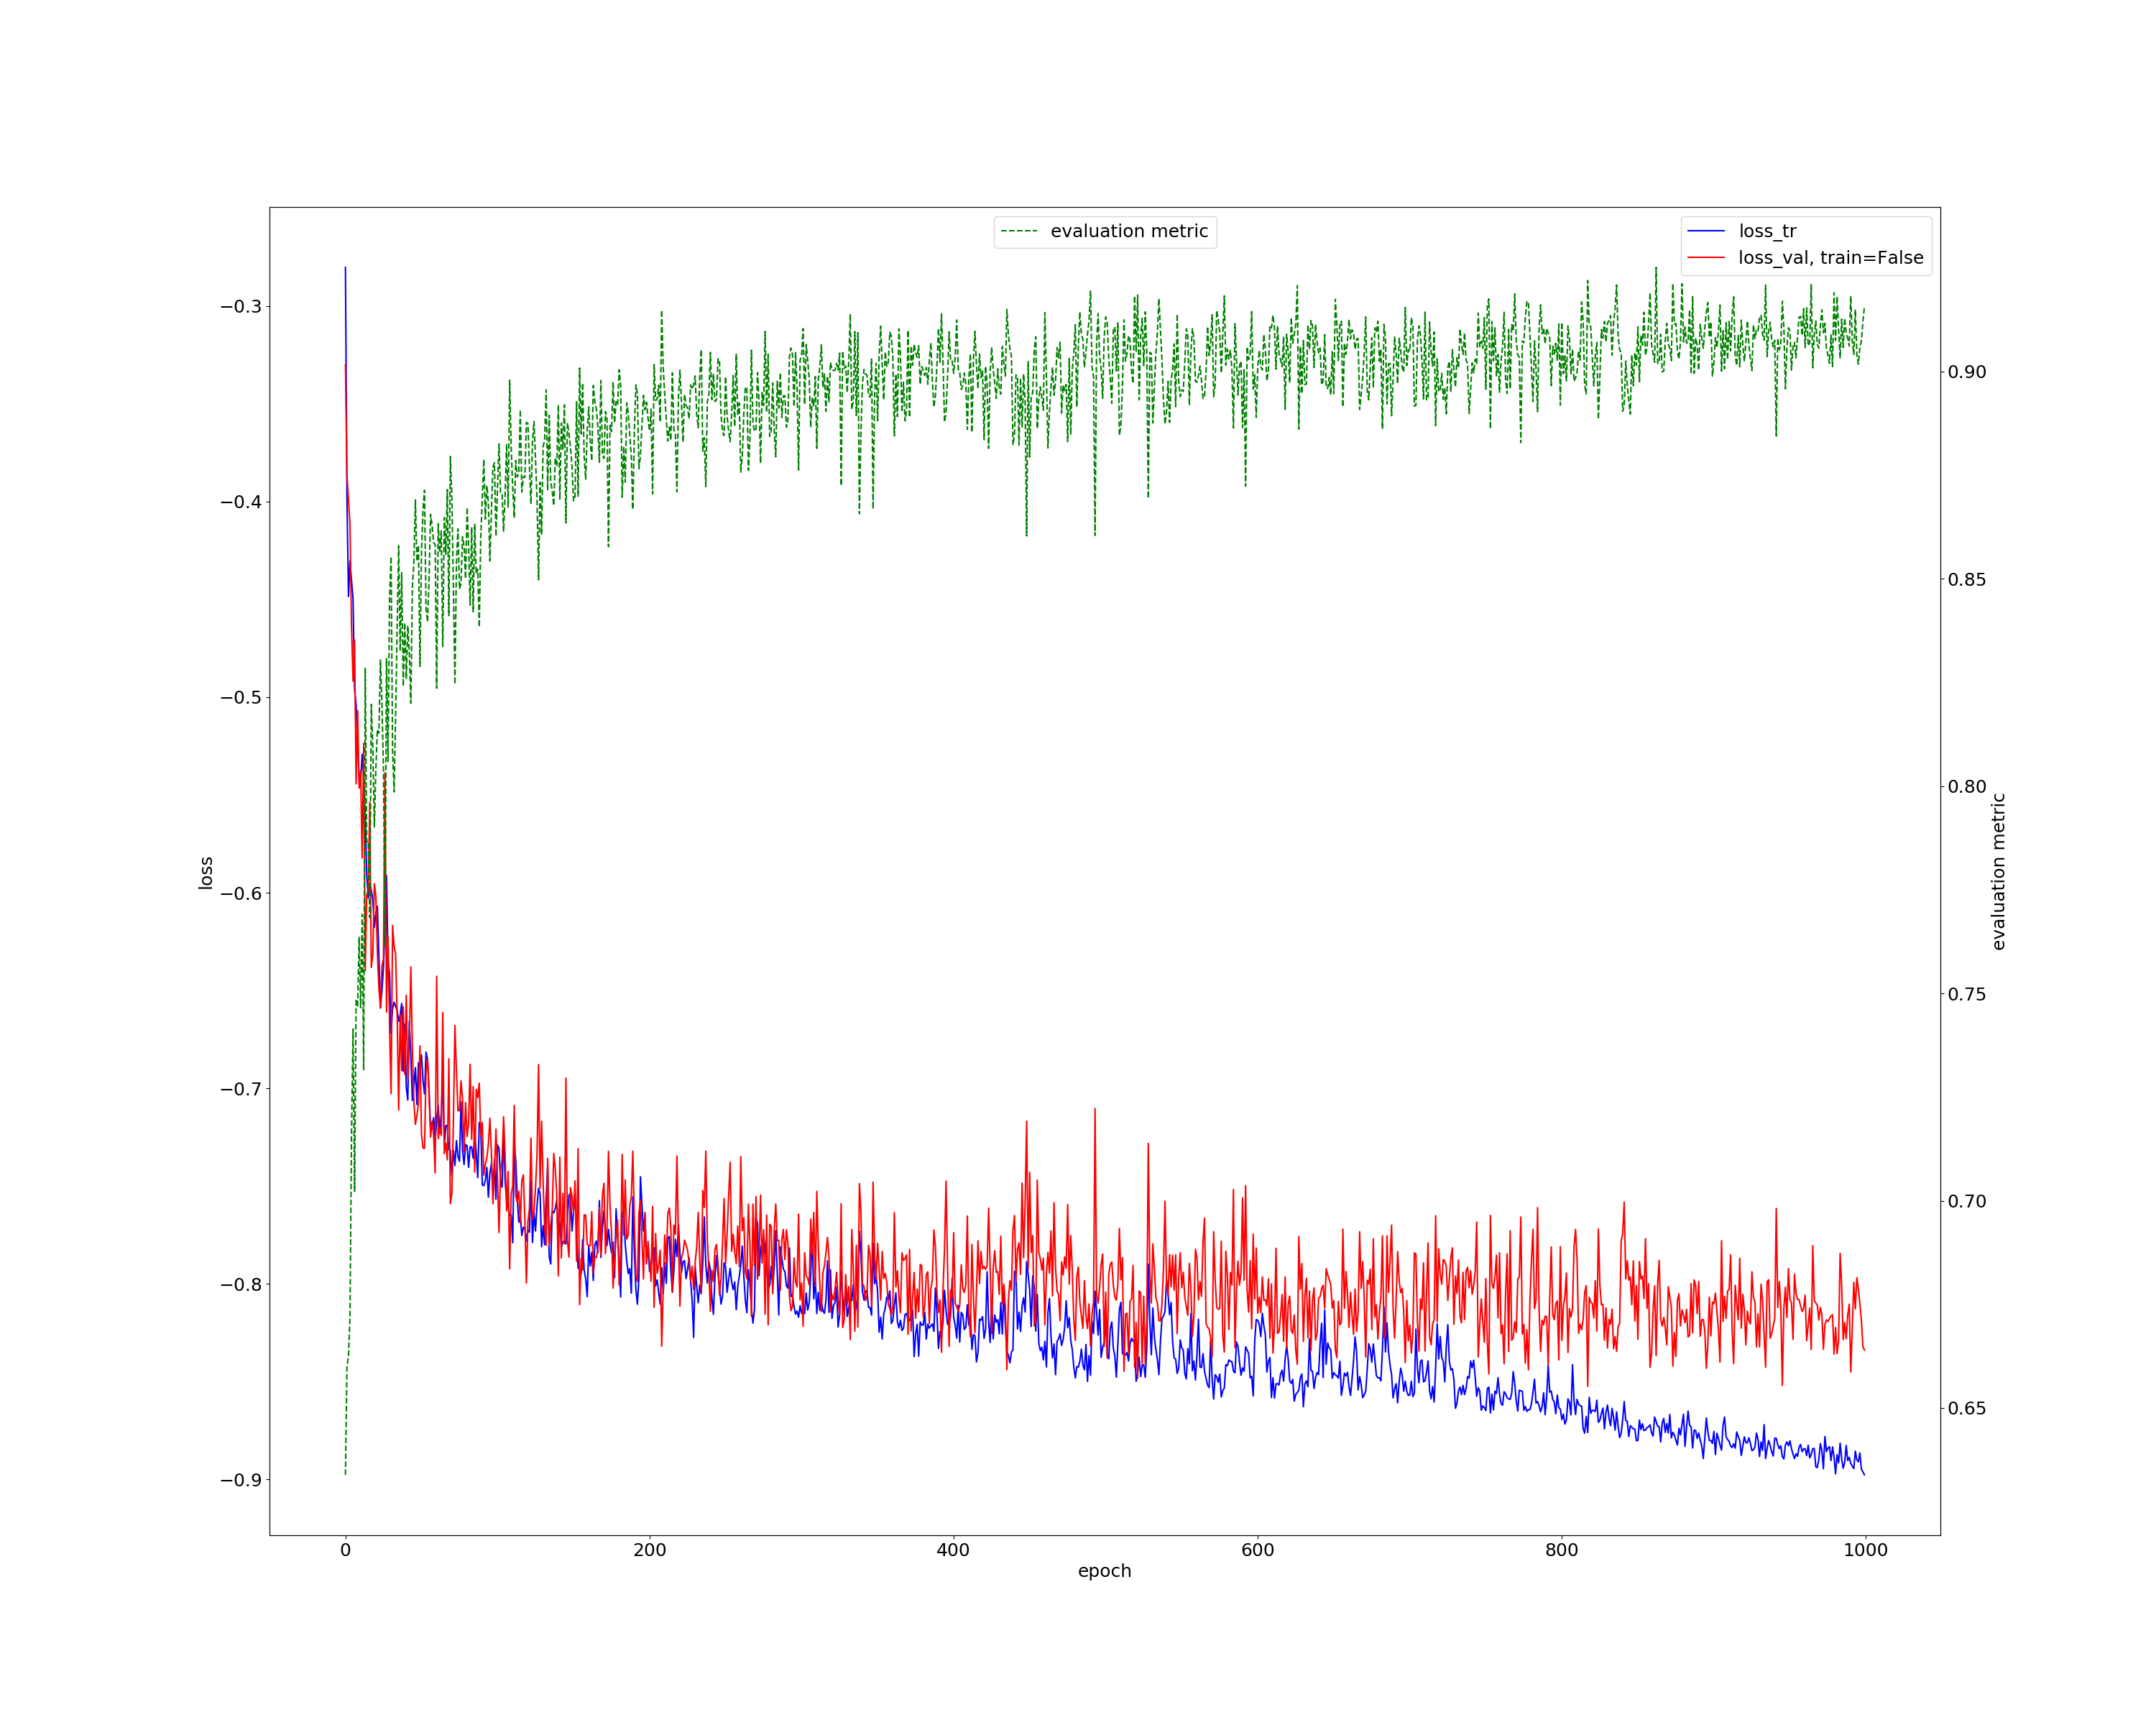 evaluation metric
loss_tr
loss_val, train=False
−0.3
−0.4
−0.5
−0.6
−0.7
−0.8
−0.9
loss
0.90
0.85
0.80
0.75
0.70
0.65
evaluation metric
0 200 400 600 800 1000
epoch